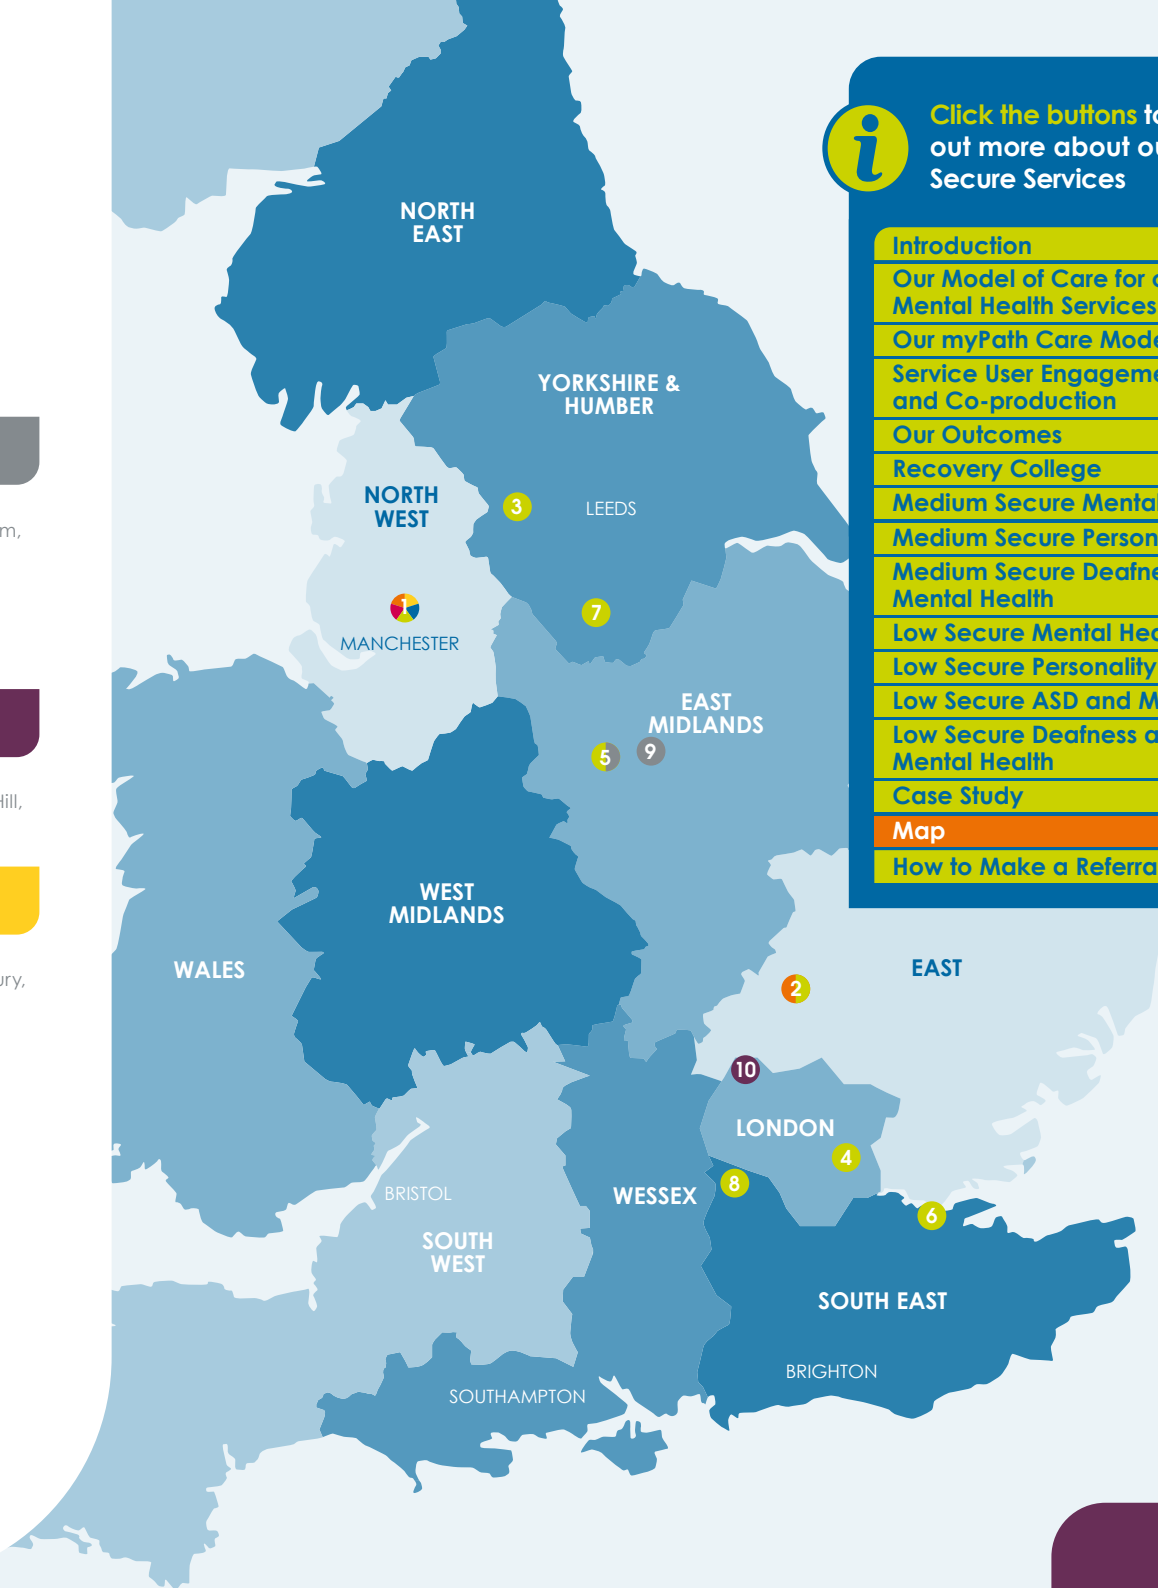 m,
Hill,
ury,
NORTH
EAST
YORKSHIRE &
HUMBER
NORTH
WEST
3
LEEDS
1
MANCHESTER
7
EAST
MIDLANDS
5
9
WEST
MIDLANDS
WALES
EAST
2
10
LONDON
4
8
WESSEX
6
BRISTOL
SOUTH
WEST
SOUTH EAST
BRIGHTON
SOUTHAMPTON
i
Click the buttons to
out more about ou
Secure Services
Introduction
Our Model of Care for
Mental Health Services
Our myPath Care Mode
Service User Engageme
and Co-production
Our Outcomes
Recovery College
Medium Secure Mental
Medium Secure Person
Medium Secure Deafne
Mental Health
Low Secure Mental Hea
Low Secure Personality
Low Secure ASD and M
Low Secure Deafness a
Mental Health
Case Study
Map
How to Make a Referra